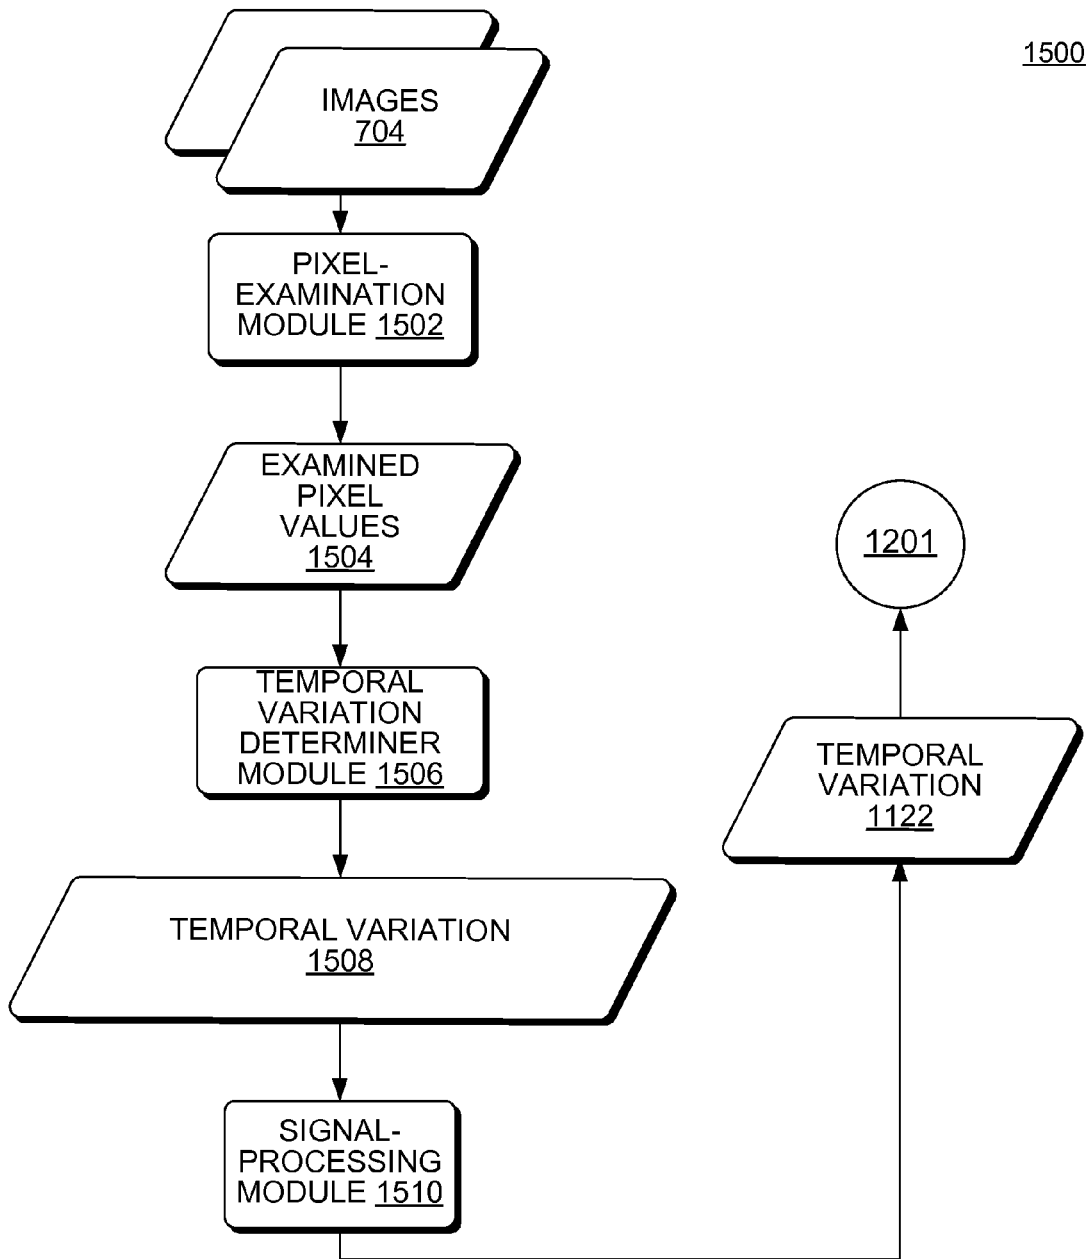 1500
IMAGES
704
PIXEL-
EXAMINATION
MODULE 1502
EXAMINED
PIXEL
VALUES
1504
TEMPORAL
VARIATION
DETERMINER
MODULE 1506
TEMPORAL VARIATION
1508
SIGNAL-
PROCESSING
MODULE 1510
TEMPORAL
VARIATION
1122
1201